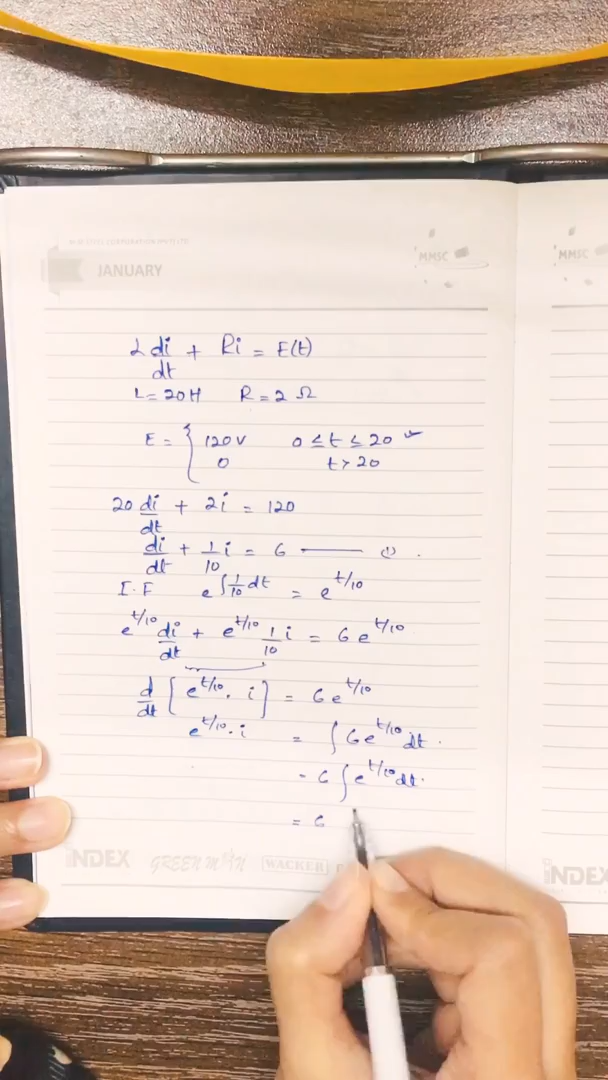 JANUARY
MMSC
MMSC
L di/dt + Ri = E(t)
L = 20H R = 2 Ω
E = { 120V 0 ≤ t ≤ 20 ✓
0 t > 20
20 di/dt + 2i = 120
di/dt + 1/10 i = 6 —— ① .
I.F e^∫1/10 dt = e^t/10
e^t/10 di/dt + e^t/10 1/10 i = 6 e^t/10
d/dt [ e^t/10 . i ] = 6 e^t/10
e^t/10 . i = ∫ 6 e^t/10 dt .
= 6 ∫ e^t/10 dt .
= 6
INDEX GREEN MAN WACKER
INDEX